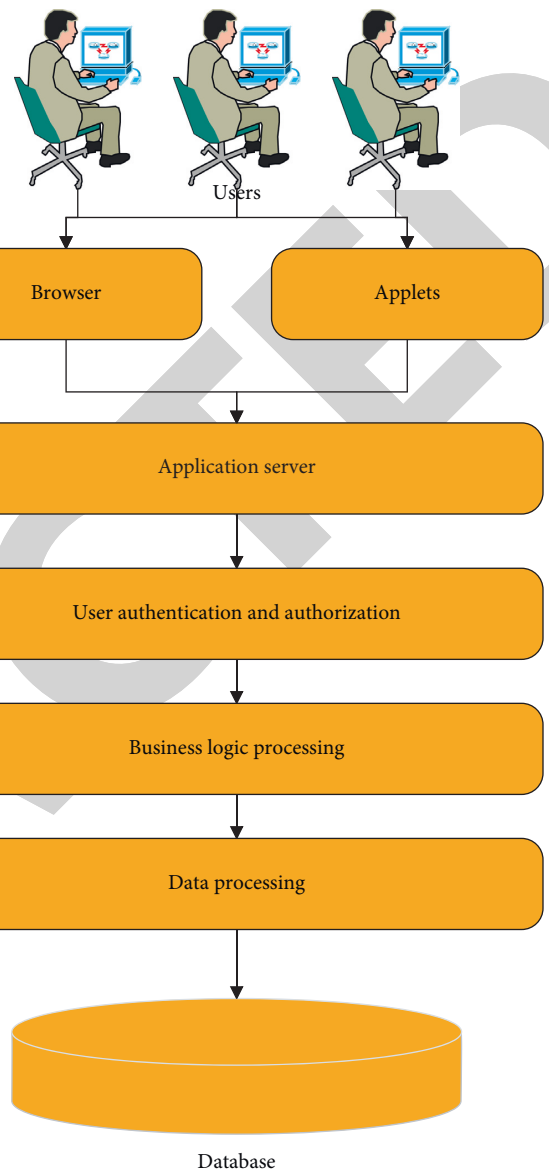 Users
Browser
Applets
Application server
User authentication and authorization
Business logic processing
Data processing
Database